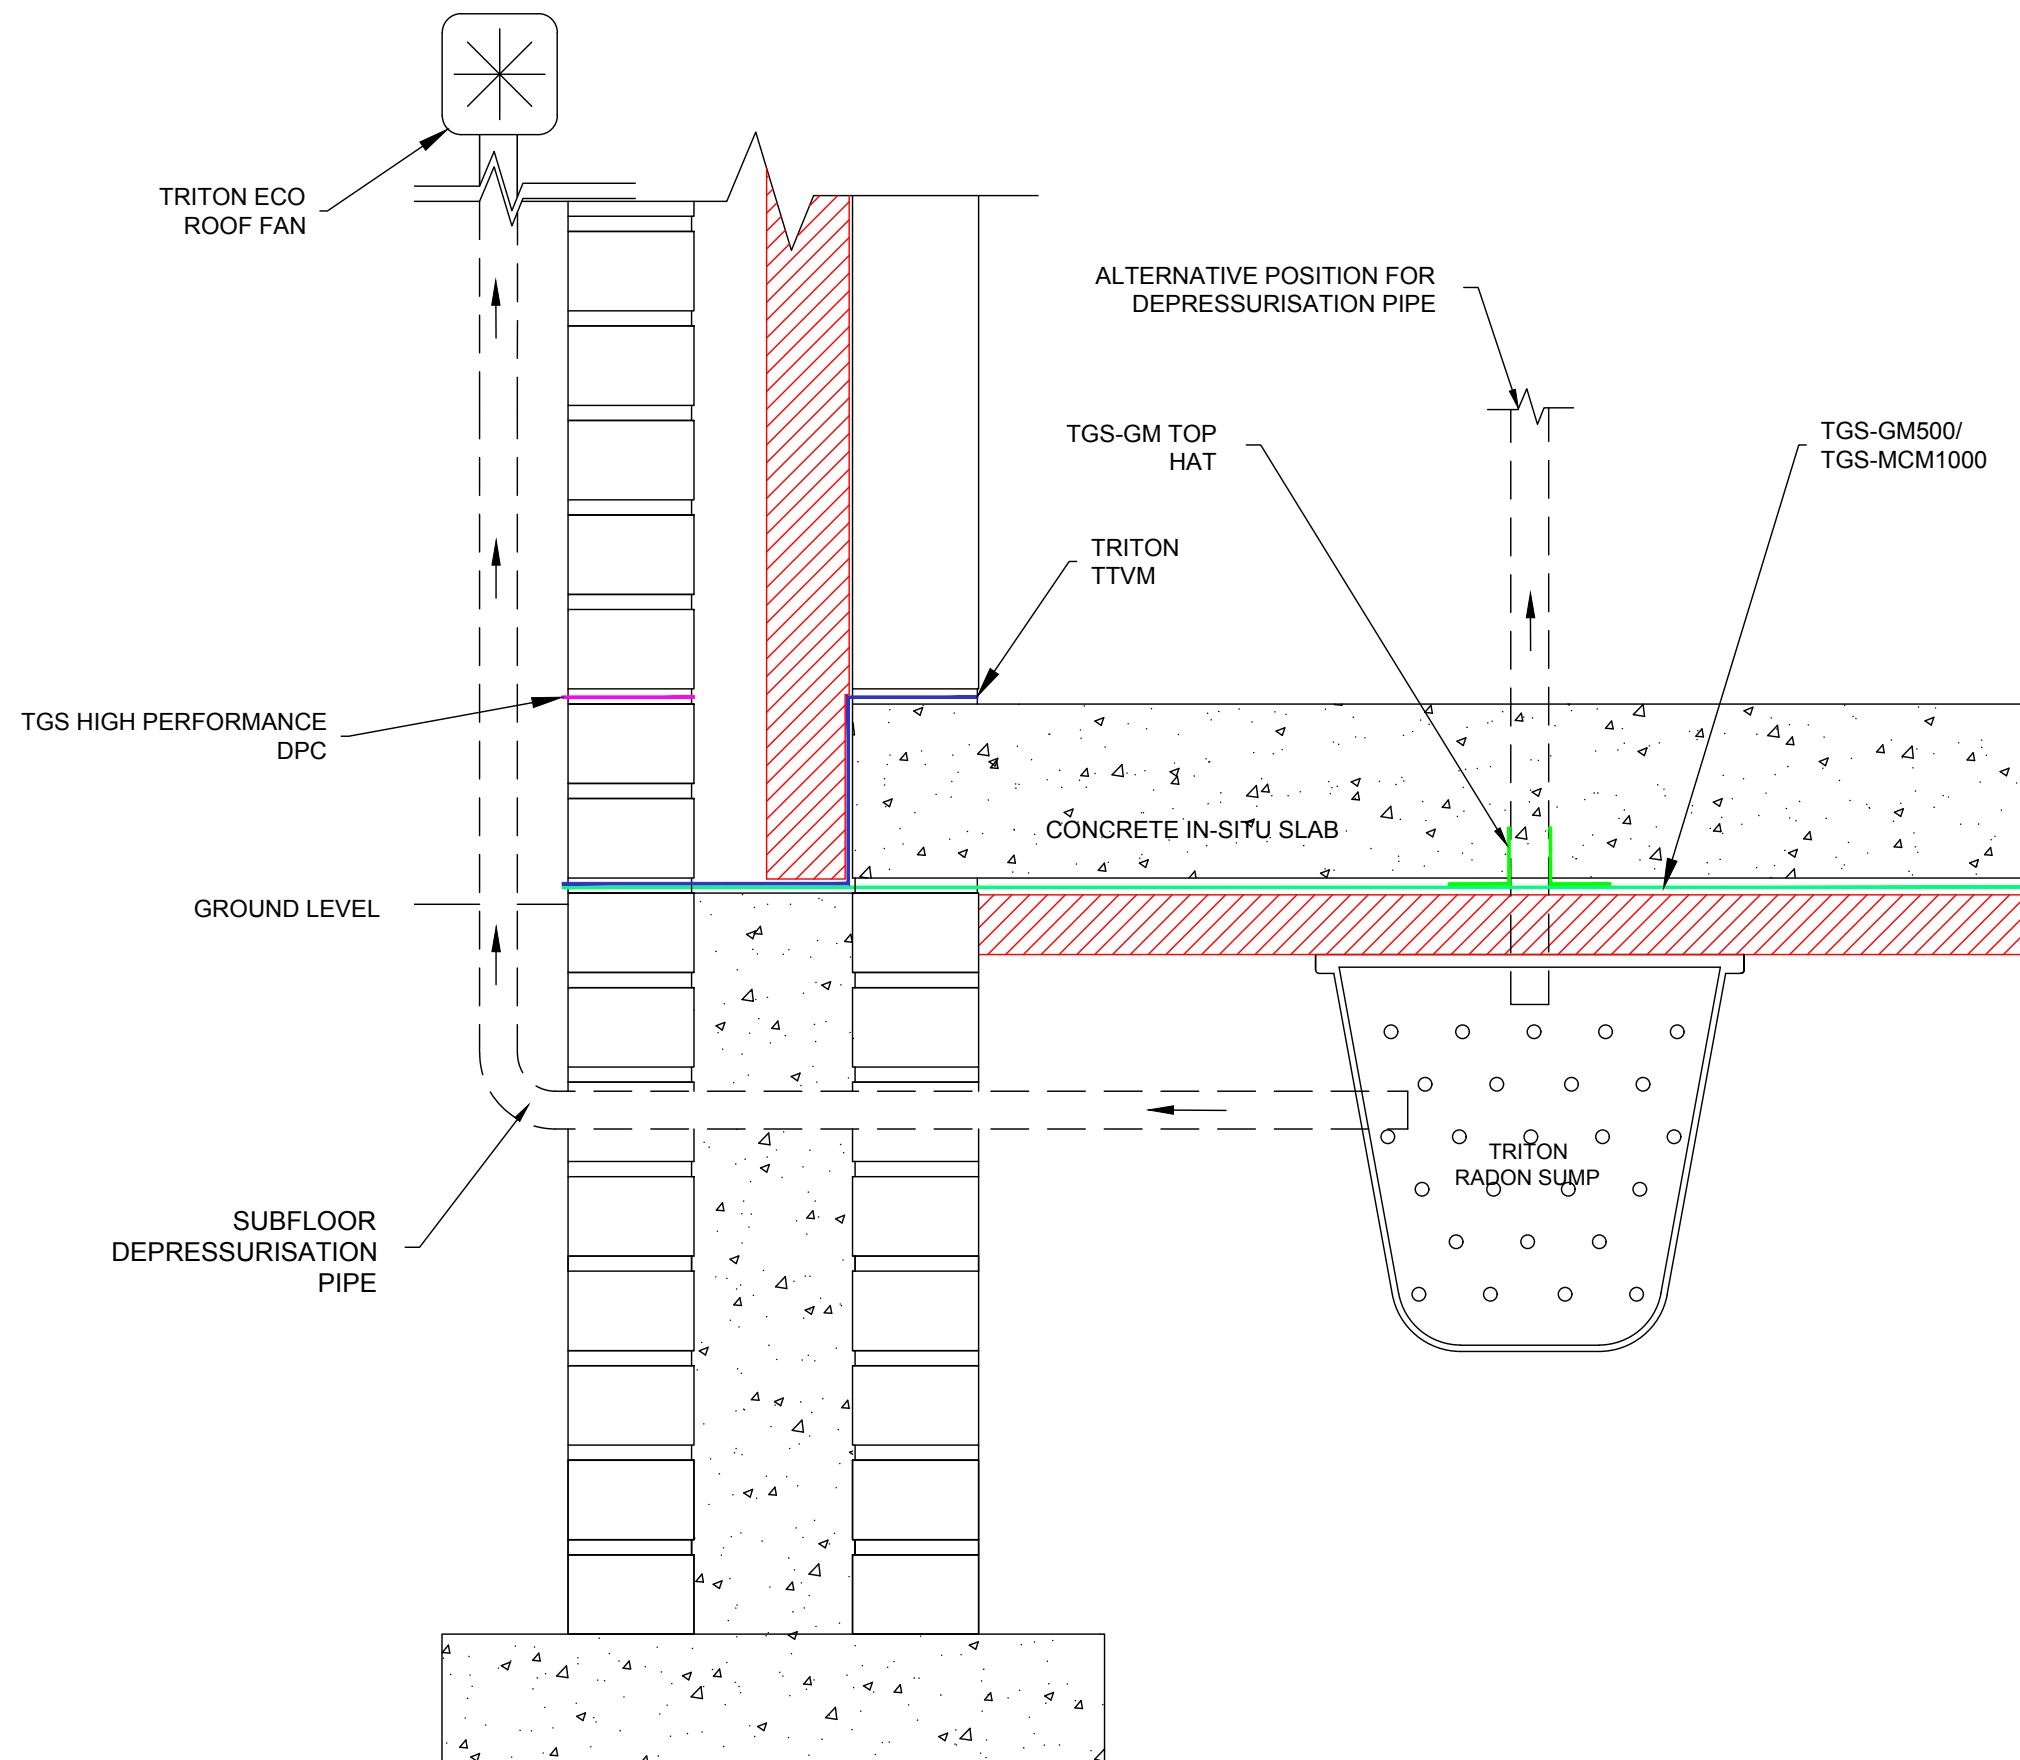 TRITON ECO
ROOF FAN
ALTERNATIVE POSITION FOR
DEPRESSURISATION PIPE
TGS-GM TOP
HAT
TGS-GM500/
TGS-MCM1000
TRITON
TTVM
TGS HIGH PERFORMANCE
DPC
CONCRETE IN-SITU SLAB
GROUND LEVEL
TRITON
RADON SUMP
SUBFLOOR
DEPRESSURISATION
PIPE